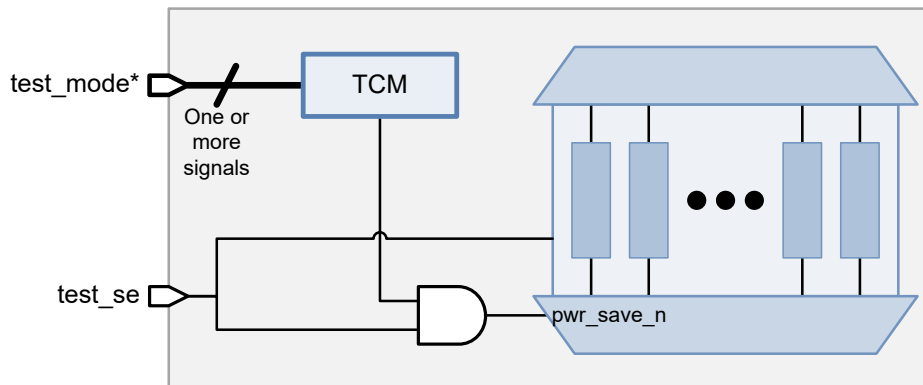 test_mode*
TCM
One or
more
signals
test_se
pwr_save_n